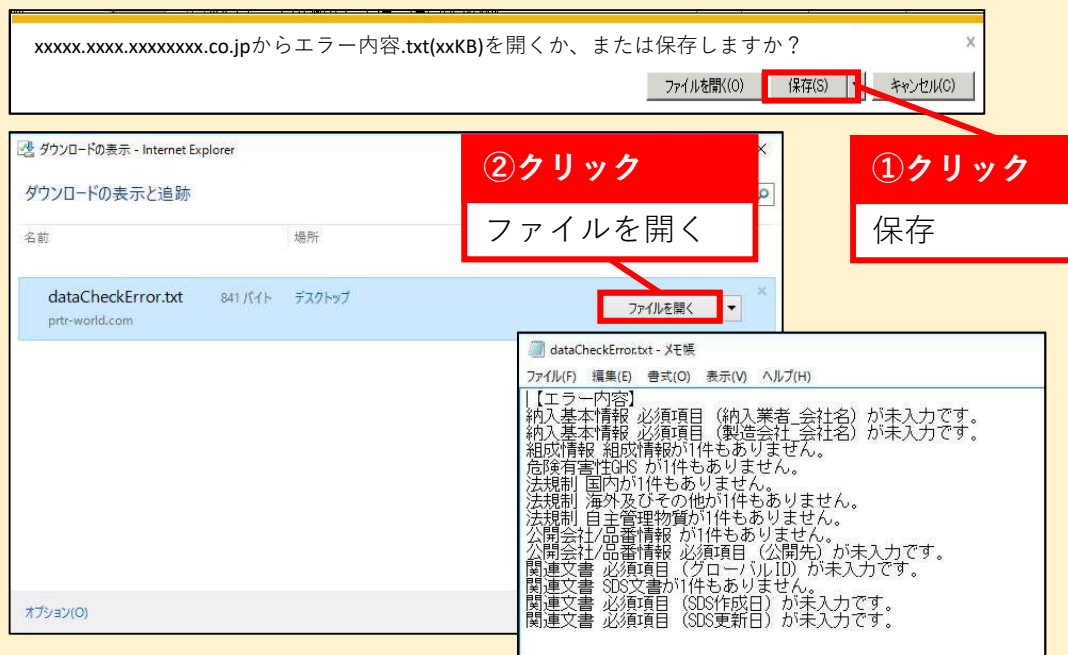 xxxxx.xxxx.xxxxxxxx.co.jpからエラー内容.txt(xxKB)を開くか、または保存しますか？
×
ファイルを開く(O)
保存(S)
キャンセル(C)
ダウンロードの表示 - Internet Explorer
×
②クリック
ファイルを開く
①クリック
保存
ダウンロードの表示と追跡
名前
場所
dataCheckError.txt
841 バイト
デスクトップ
ファイルを開く
×
prtr-world.com
dataCheckError.txt - メモ帳
ファイル(F) 編集(E) 書式(O) 表示(V) ヘルプ(H)
【エラー内容】
納入基本情報 必須項目（納入業者_会社名）が未入力です。
納入基本情報 必須項目（製造会社_会社名）が未入力です。
組成情報 組成情報が1件もありません。
危険有害性GHS が1件もありません。
法規制 国内が1件もありません。
法規制 海外及びその他が1件もありません。
法規制 自主管理物質が1件もありません。
公開会社/品番情報 が1件もありません。
公開会社/品番情報 必須項目（公開先）が未入力です。
関連文書 必須項目（グローバルID）が未入力です。
関連文書 SDS文書が1件もありません。
関連文書 必須項目（SDS作成日）が未入力です。
関連文書 必須項目（SDS更新日）が未入力です。
オプション(O)